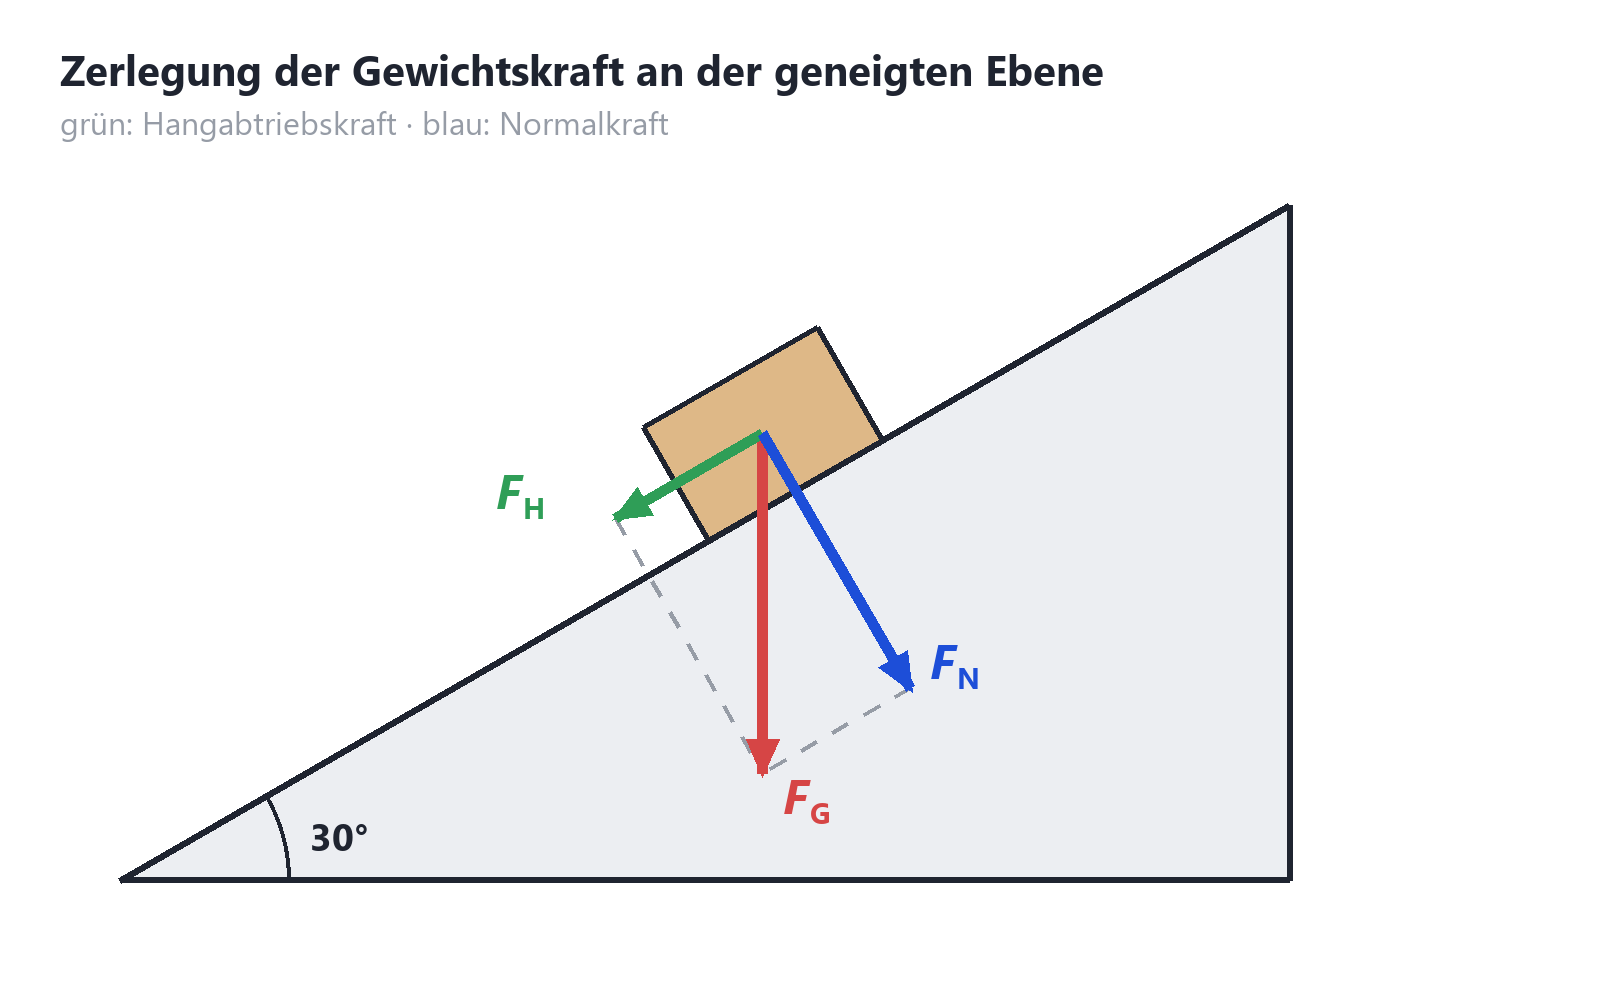 Zerlegung der Gewichtskraft an der geneigten Ebene
grün: Hangabtriebskraft · blau: Normalkraft
FH
FN
FG
30°